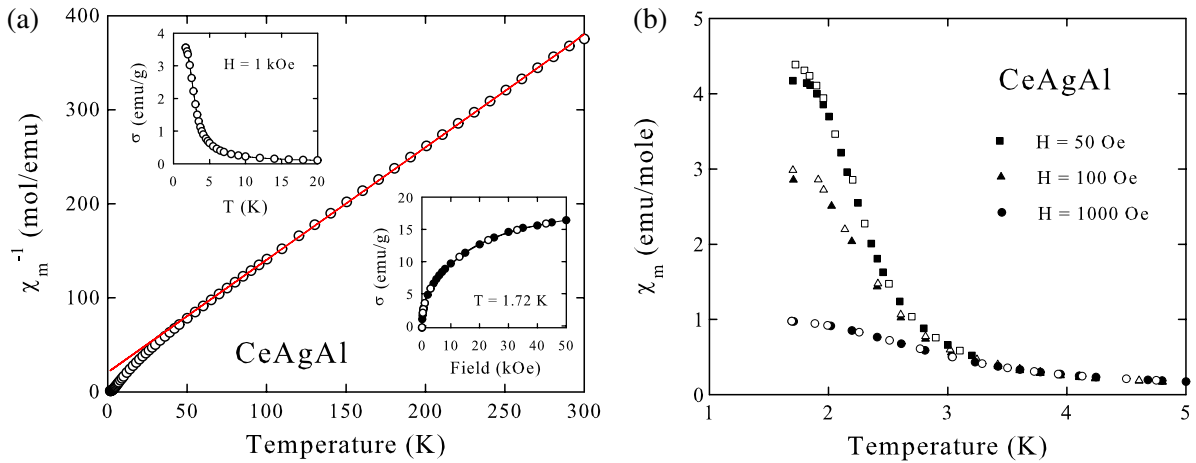 (a)
χm⁻¹ (mol/emu)
400
300
200
100
0
0 50 100 150 200 250 300
Temperature (K)
CeAgAl
σ (emu/g)
4
3
2
1
0
H = 1 kOe
0 5 10 15 20
T (K)
σ (emu/g)
20
15
10
5
0
T = 1.72 K
0 10 20 30 40 50
Field (kOe)
(b)
χm (emu/mole)
5
4
3
2
1
0
CeAgAl
H = 50 Oe
H = 100 Oe
H = 1000 Oe
1 2 3 4 5
Temperature (K)